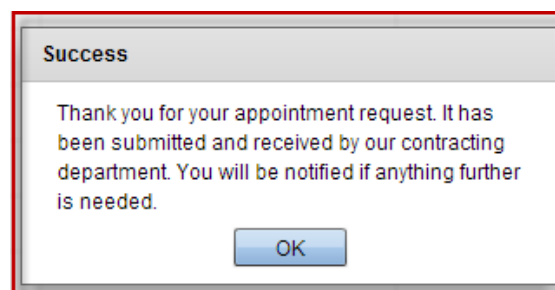 Success
Thank you for your appointment request. It has
been submitted and received by our contracting
department. You will be notified if anything further
is needed.
OK